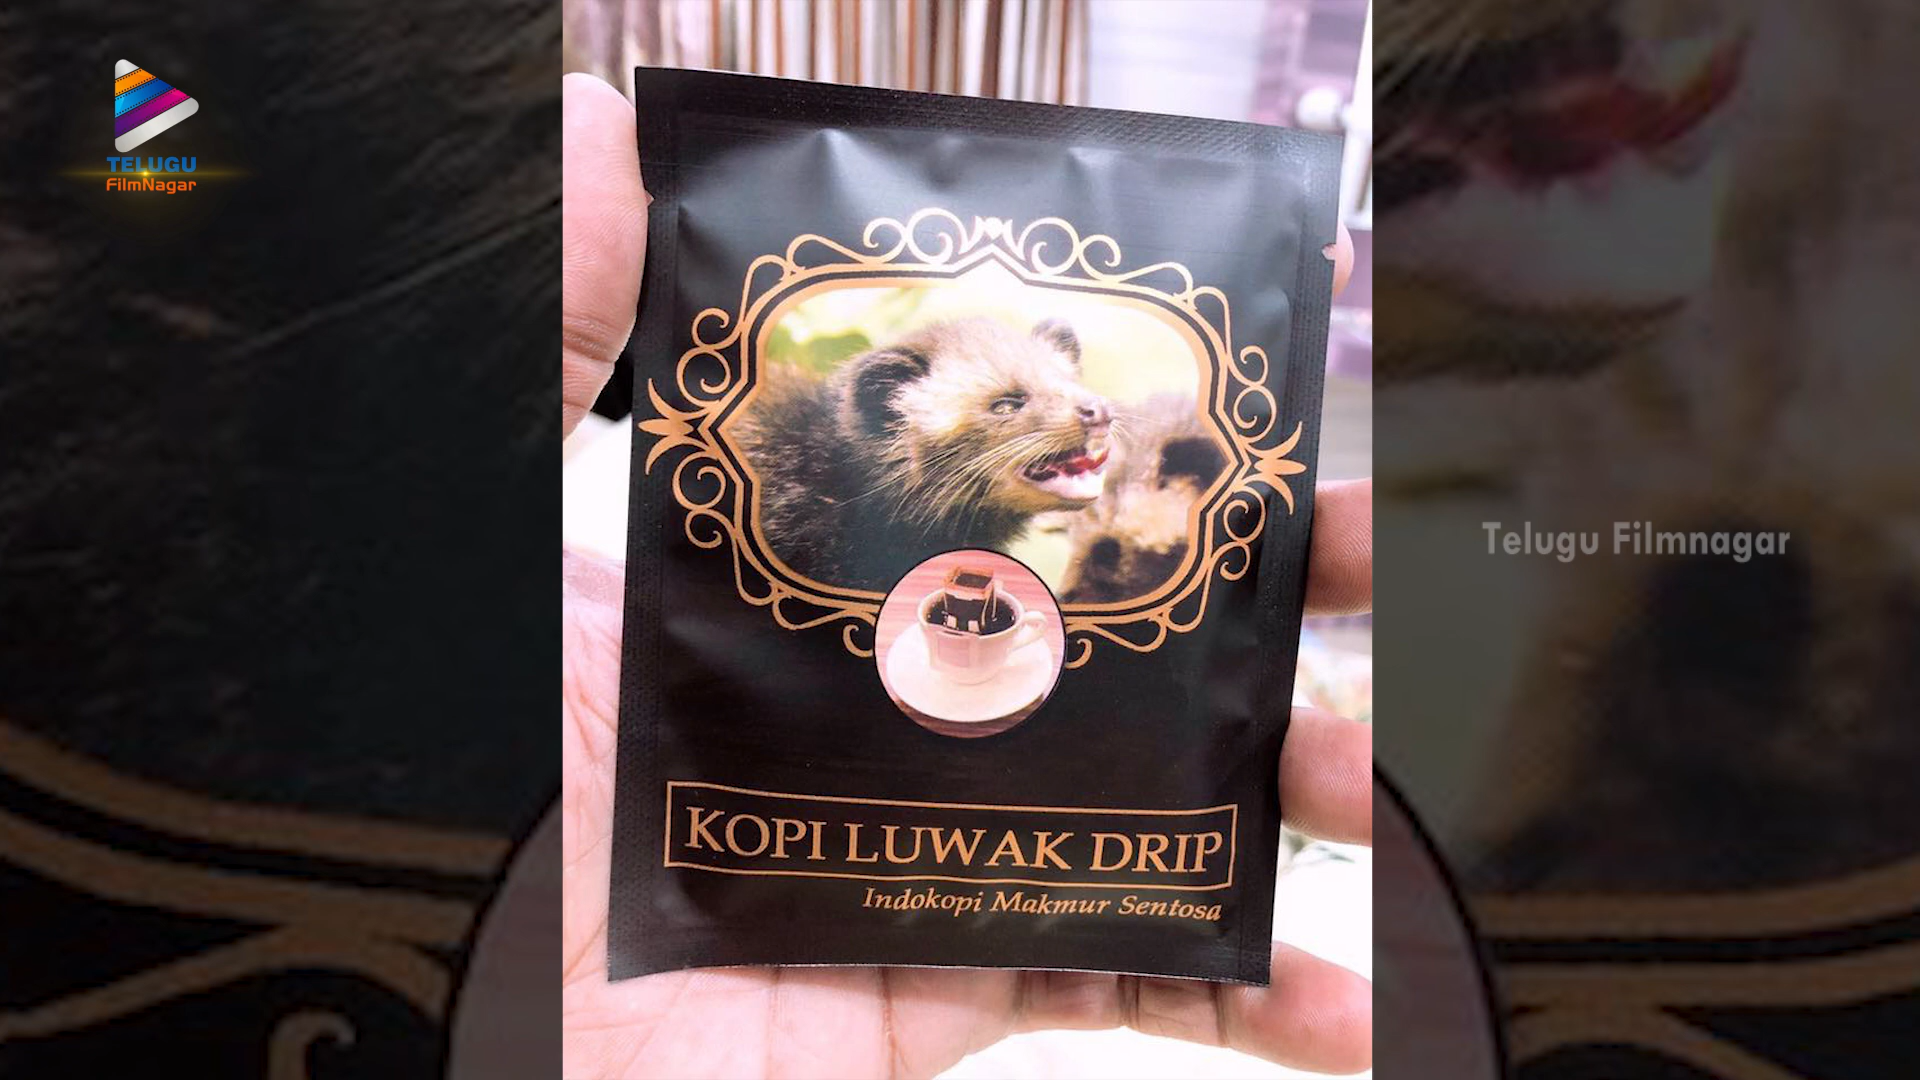 TELUGU
FilmNagar
Telugu Filmnagar
KOPI LUWAK DRIP
Indokopi Makmur Sentosa